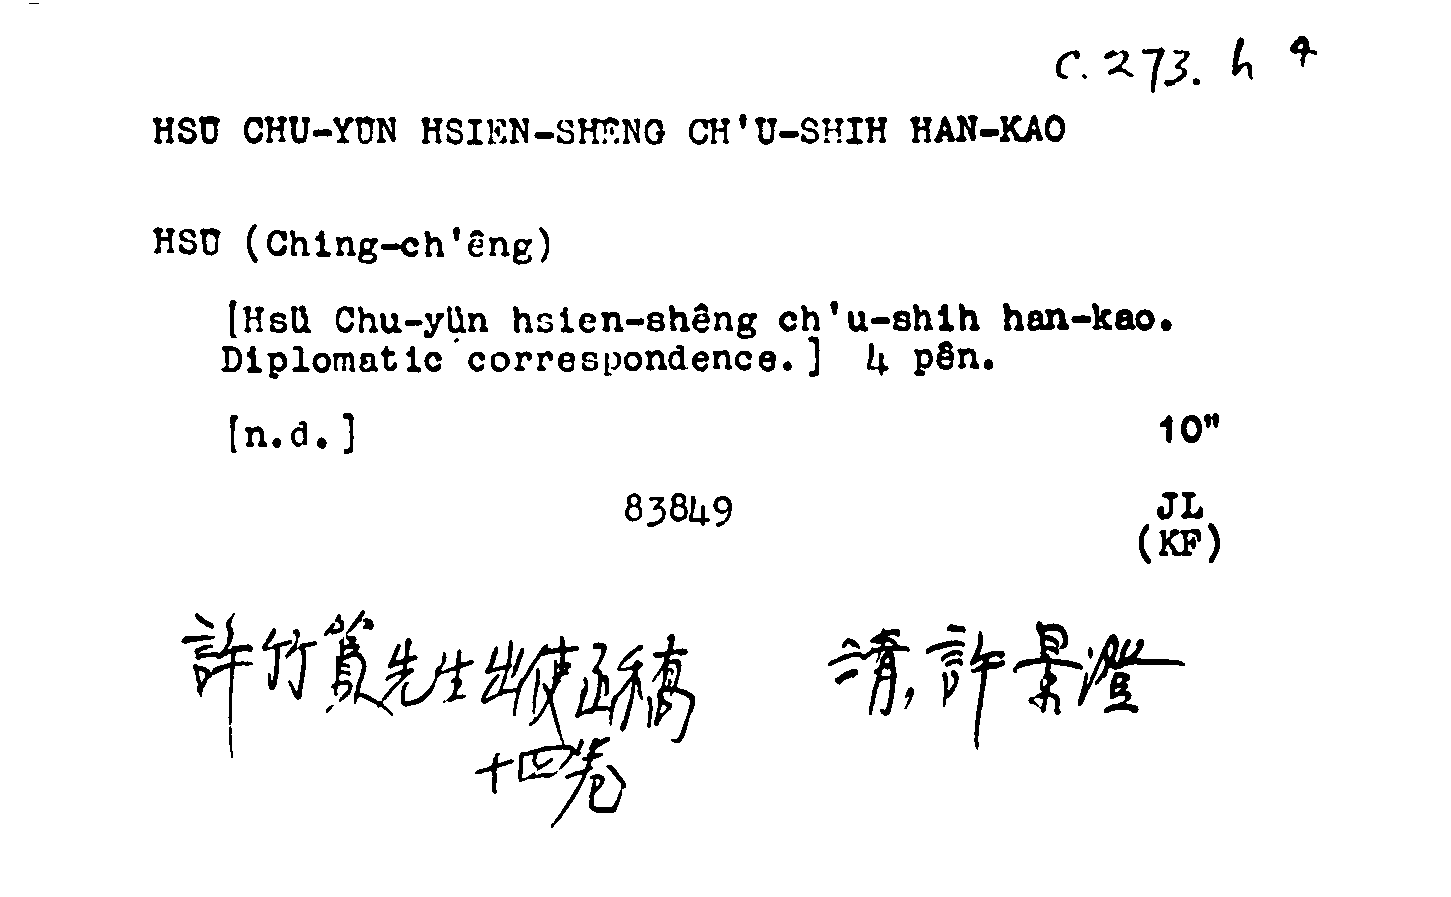 C. 273. h 9
HSÜ CHU-YÜN HSIEN-SHÊNG CH'U-SHIH HAN-KAO
HSÜ (Ching-ch'êng)
[Hsü Chu-yün hsien-shêng ch'u-shih han-kao.
Diplomatic correspondence.] 4 pên.
[n.d.] 10"
83849 JL
(KF)
許竹篔先生出使函稿 清,許景澄
十四卷